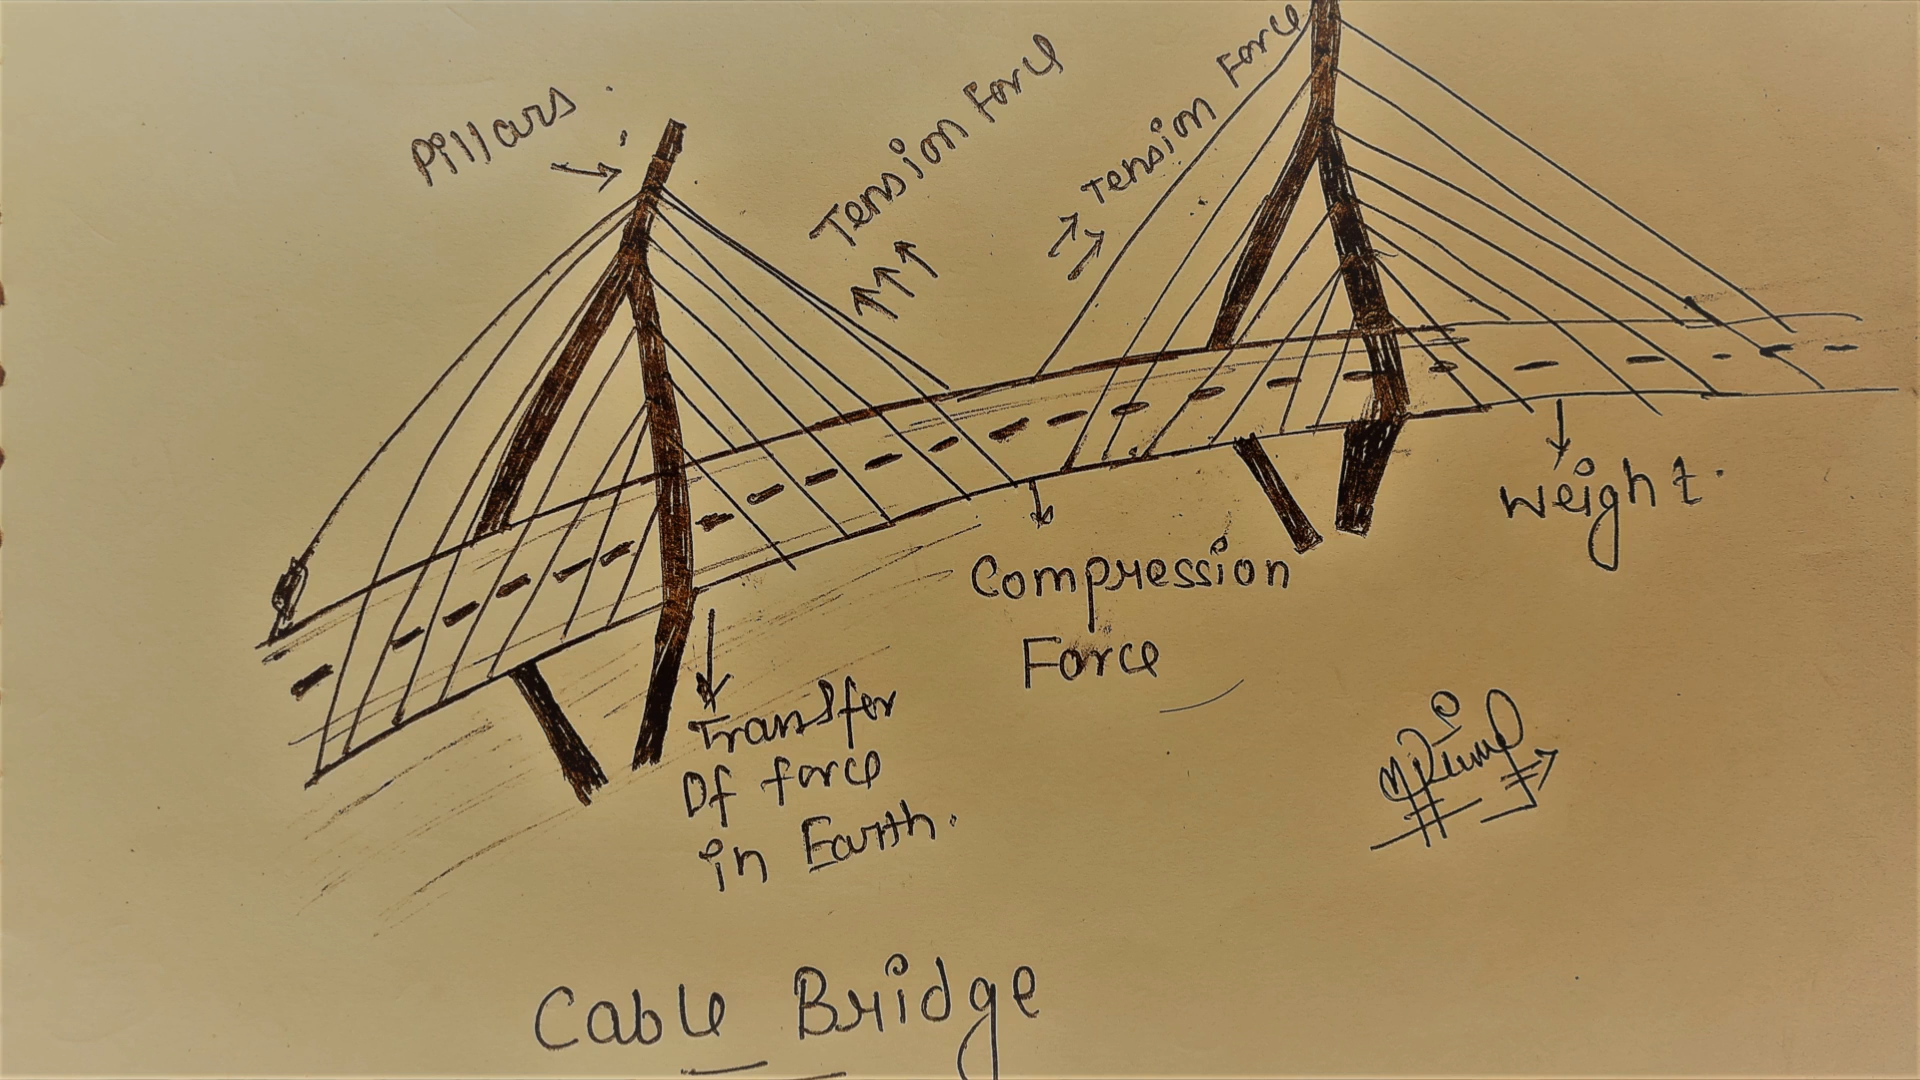 Pillars
Tension Force
Tension Force
Compression
Force
Weight.
Transfer
Of force
in Earth.
Cable Bridge